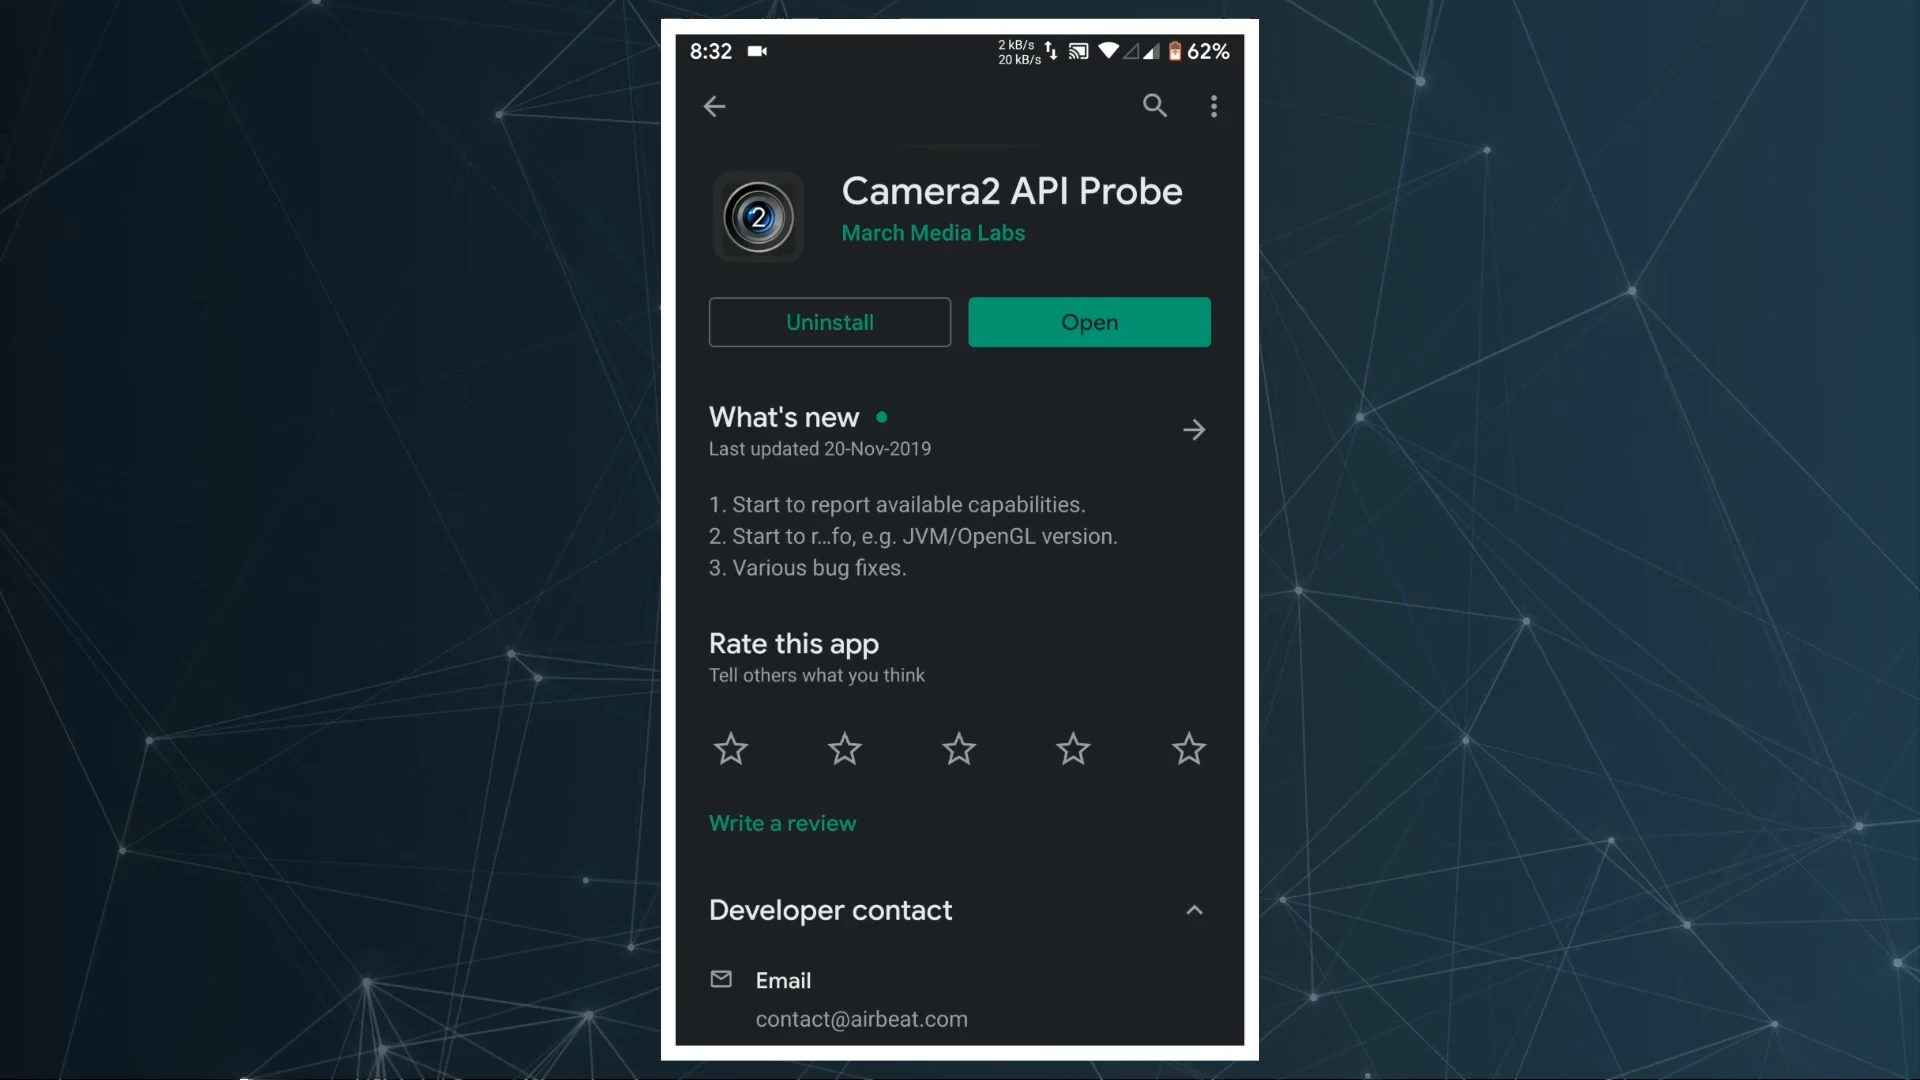 8:32
2 kB/s
20 kB/s
62%
2
Camera2 API Probe
March Media Labs
Uninstall
Open
What's new
Last updated 20-Nov-2019
1. Start to report available capabilities.
2. Start to r...fo, e.g. JVM/OpenGL version.
3. Various bug fixes.
Rate this app
Tell others what you think
Write a review
Developer contact
Email
contact@airbeat.com